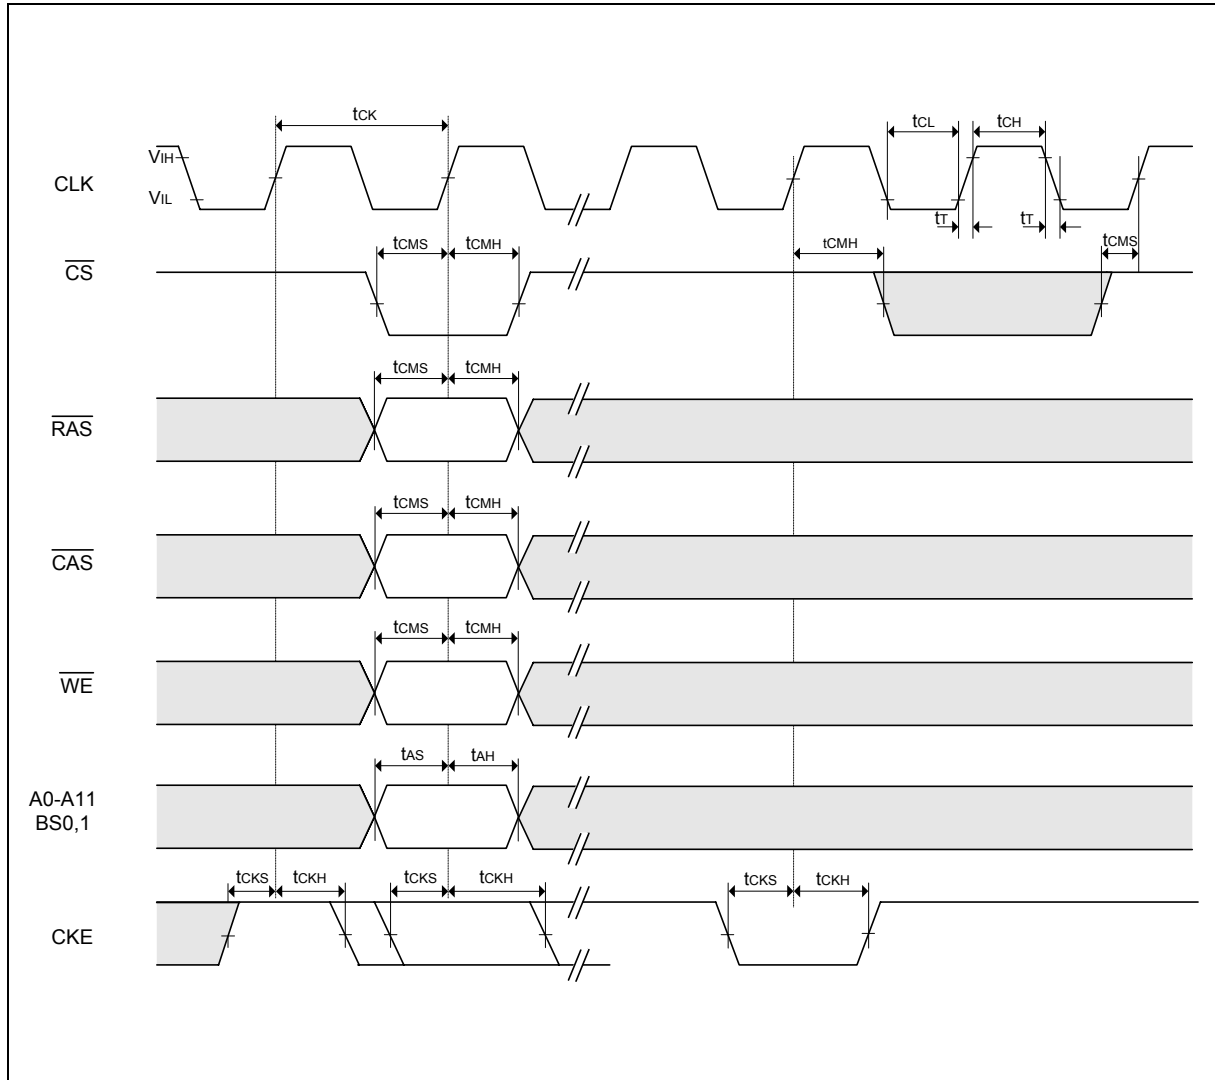 tCK
tCL
tCH
VIH
CLK
VIL
tT
tT
tCMS
tCMH
tCMH
tCMS
CS
tCMS
tCMH
RAS
tCMS
tCMH
CAS
tCMS
tCMH
WE
tAS
tAH
A0-A11
BS0,1
tCKS
tCKH
tCKS
tCKH
tCKS
tCKH
CKE